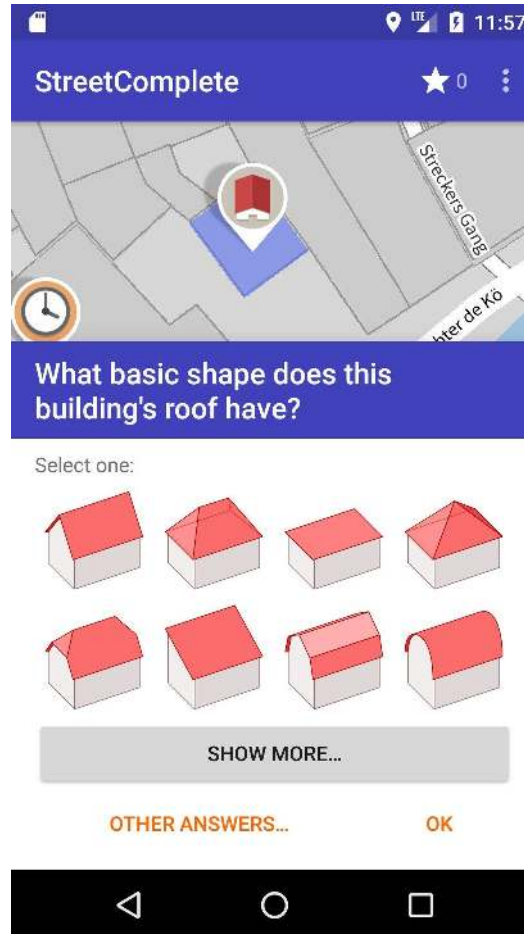 LTE 11:57
StreetComplete
0
Streckers Gang
hter de Kö
What basic shape does this
building's roof have?
Select one:
SHOW MORE...
OTHER ANSWERS...
OK